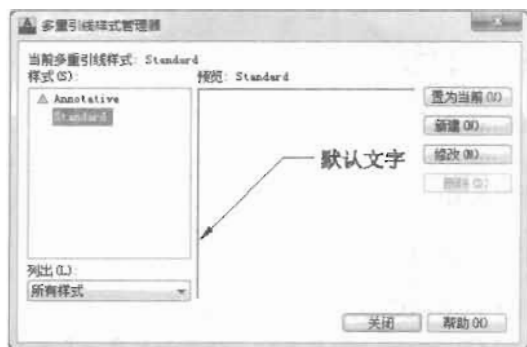 多重引线样式管理器
当前多重引线样式: Standard
样式(S):
预览: Standard
Annotative
Standard
默认文字
置为当前(U)
新建(N)...
修改(M)...
删除(D)
列出(L):
所有样式
关闭
帮助(H)